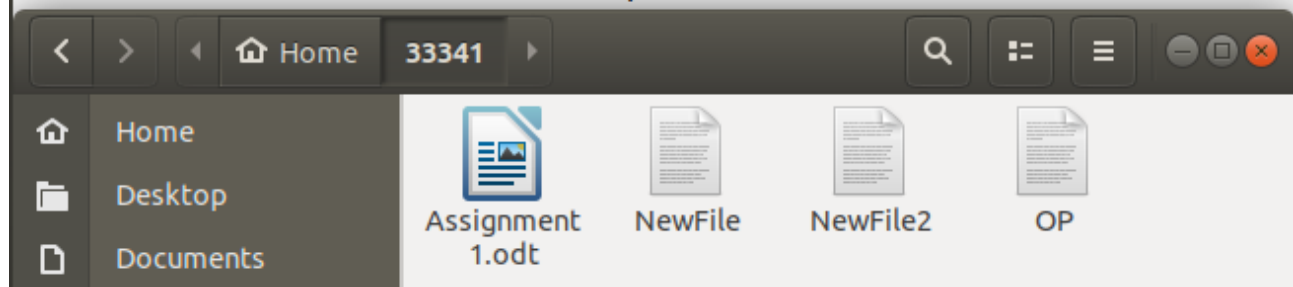 Home 33341
Home
Desktop
Documents
Assignment
1.odt
NewFile
NewFile2
OP